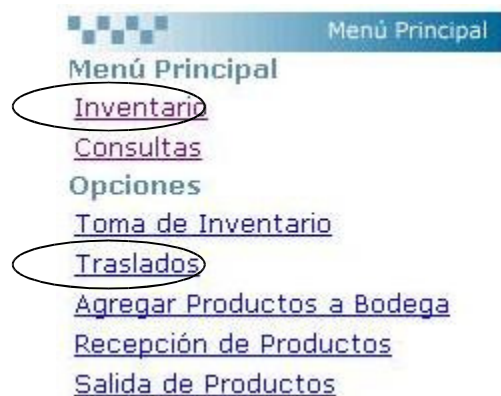 Menú Principal
Menú Principal
Inventario
Consultas
Opciones
Toma de Inventario
Traslados
Agregar Productos a Bodega
Recepción de Productos
Salida de Productos